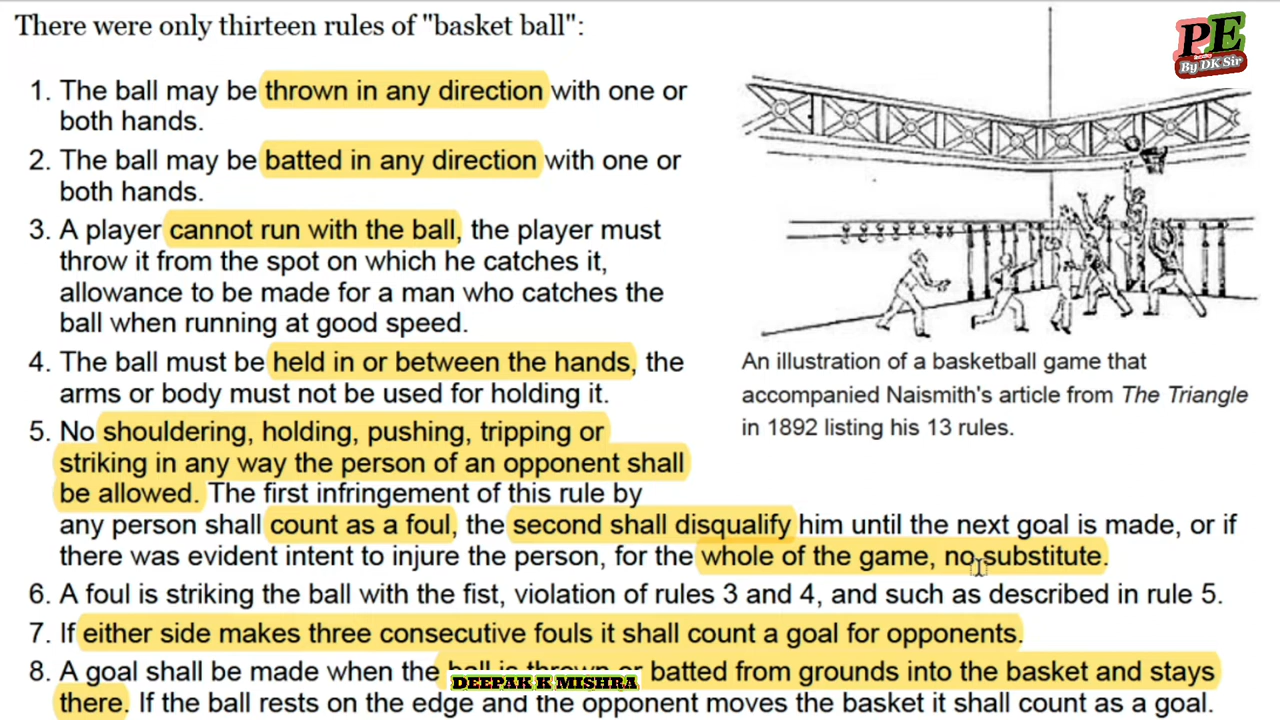 There were only thirteen rules of "basket ball":
1. The ball may be thrown in any direction with one or
both hands.
2. The ball may be batted in any direction with one or
both hands.
3. A player cannot run with the ball, the player must
throw it from the spot on which he catches it,
allowance to be made for a man who catches the
ball when running at good speed.
4. The ball must be held in or between the hands, the
arms or body must not be used for holding it.
5. No shouldering, holding, pushing, tripping or
striking in any way the person of an opponent shall
be allowed. The first infringement of this rule by
any person shall count as a foul, the second shall disqualify him until the next goal is made, or if
there was evident intent to injure the person, for the whole of the game, no substitute.
6. A foul is striking the ball with the fist, violation of rules 3 and 4, and such as described in rule 5.
7. If either side makes three consecutive fouls it shall count a goal for opponents.
8. A goal shall be made when the ball is thrown or batted from grounds into the basket and stays
there. If the ball rests on the edge and the opponent moves the basket it shall count as a goal.
PE
By DK Sir
An illustration of a basketball game that
accompanied Naismith's article from The Triangle
in 1892 listing his 13 rules.
DEEPAK K MISHRA